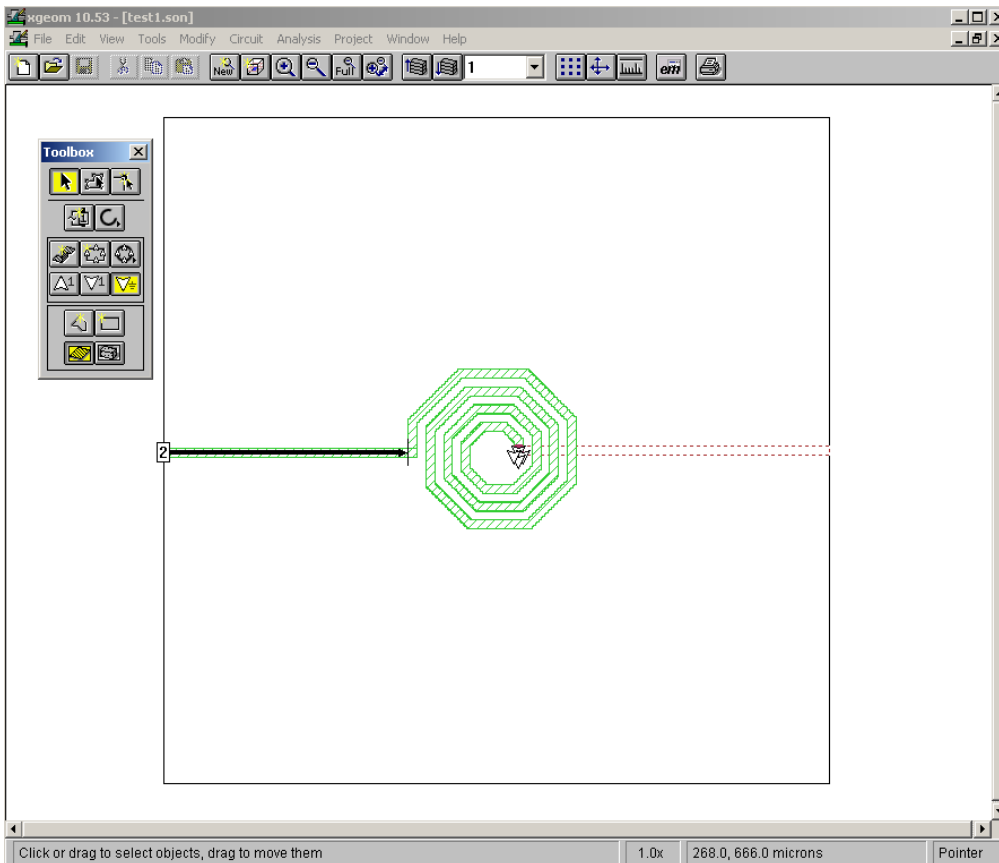 xgeom 10.53 - [test1.son]
File Edit View Tools Modify Circuit Analysis Project Window Help
New Full 1 em
Toolbox
1 1
2
Click or drag to select objects, drag to move them 1.0x 268.0, 666.0 microns Pointer